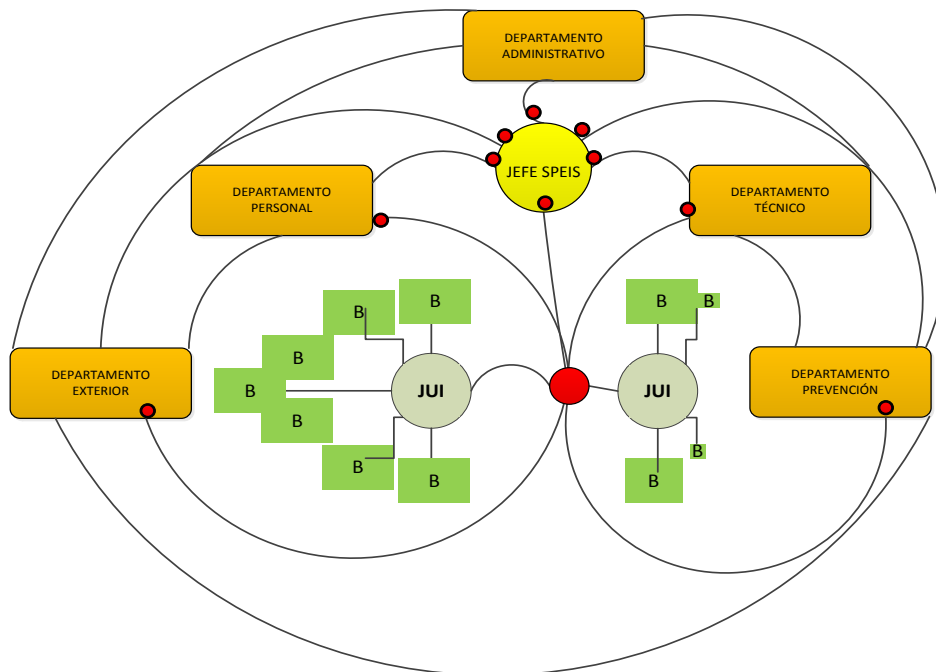 DEPARTAMENTO
ADMINISTRATIVO
JEFE SPEIS
DEPARTAMENTO
PERSONAL
DEPARTAMENTO
TÉCNICO
B
B
B
B
B
B
B
B
B
JUI
JUI
DEPARTAMENTO
EXTERIOR
DEPARTAMENTO
PREVENCIÓN
B
B